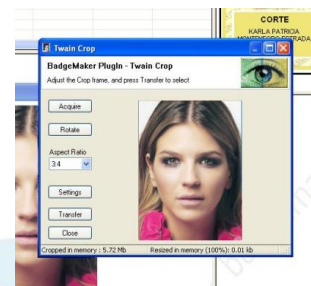 CORTE
KARLA PATRICIA
MONTENEGRO ESTRADA
Twain Crop
BadgeMaker PlugIn - Twain Crop
Adjust the Crop frame, and press Transfer to select
Acquire
Rotate
Aspect Ratio
3:4
Settings
Transfer
Close
Cropped in memory : 5.72 Mb
Resized in memory (100%): 0.01 kb